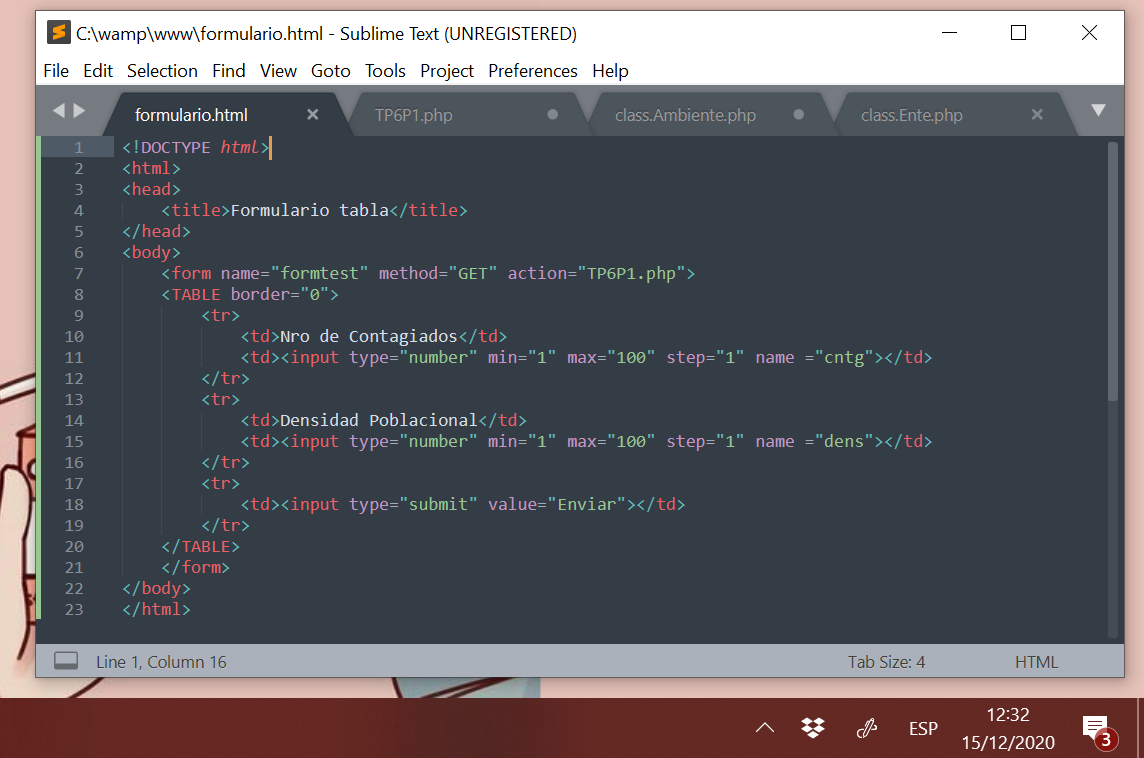 C:\wamp\www\formulario.html - Sublime Text (UNREGISTERED)
File Edit Selection Find View Goto Tools Project Preferences Help
formulario.html TP6P1.php class.Ambiente.php class.Ente.php
1 <!DOCTYPE html>
2 <html>
3 <head>
4 <title>Formulario tabla</title>
5 </head>
6 <body>
7 <form name="formtest" method="GET" action="TP6P1.php">
8 <TABLE border="0">
9 <tr>
10 <td>Nro de Contagiados</td>
11 <td><input type="number" min="1" max="100" step="1" name ="cntg"></td>
12 </tr>
13 <tr>
14 <td>Densidad Poblacional</td>
15 <td><input type="number" min="1" max="100" step="1" name ="dens"></td>
16 </tr>
17 <tr>
18 <td><input type="submit" value="Enviar"></td>
19 </tr>
20 </TABLE>
21 </form>
22 </body>
23 </html>
Line 1, Column 16 Tab Size: 4 HTML
ESP
12:32
15/12/2020
3